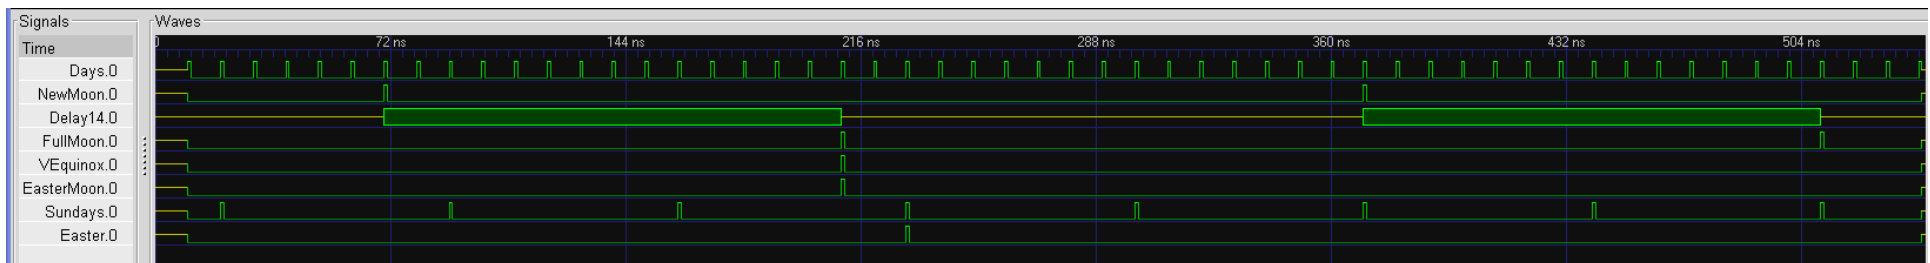 Signals
Waves
Time
0 72 ns 144 ns 216 ns 288 ns 360 ns 432 ns 504 ns
Days.0
NewMoon.0
Delay14.0
FullMoon.0
VEquinox.0
EasterMoon.0
Sundays.0
Easter.0